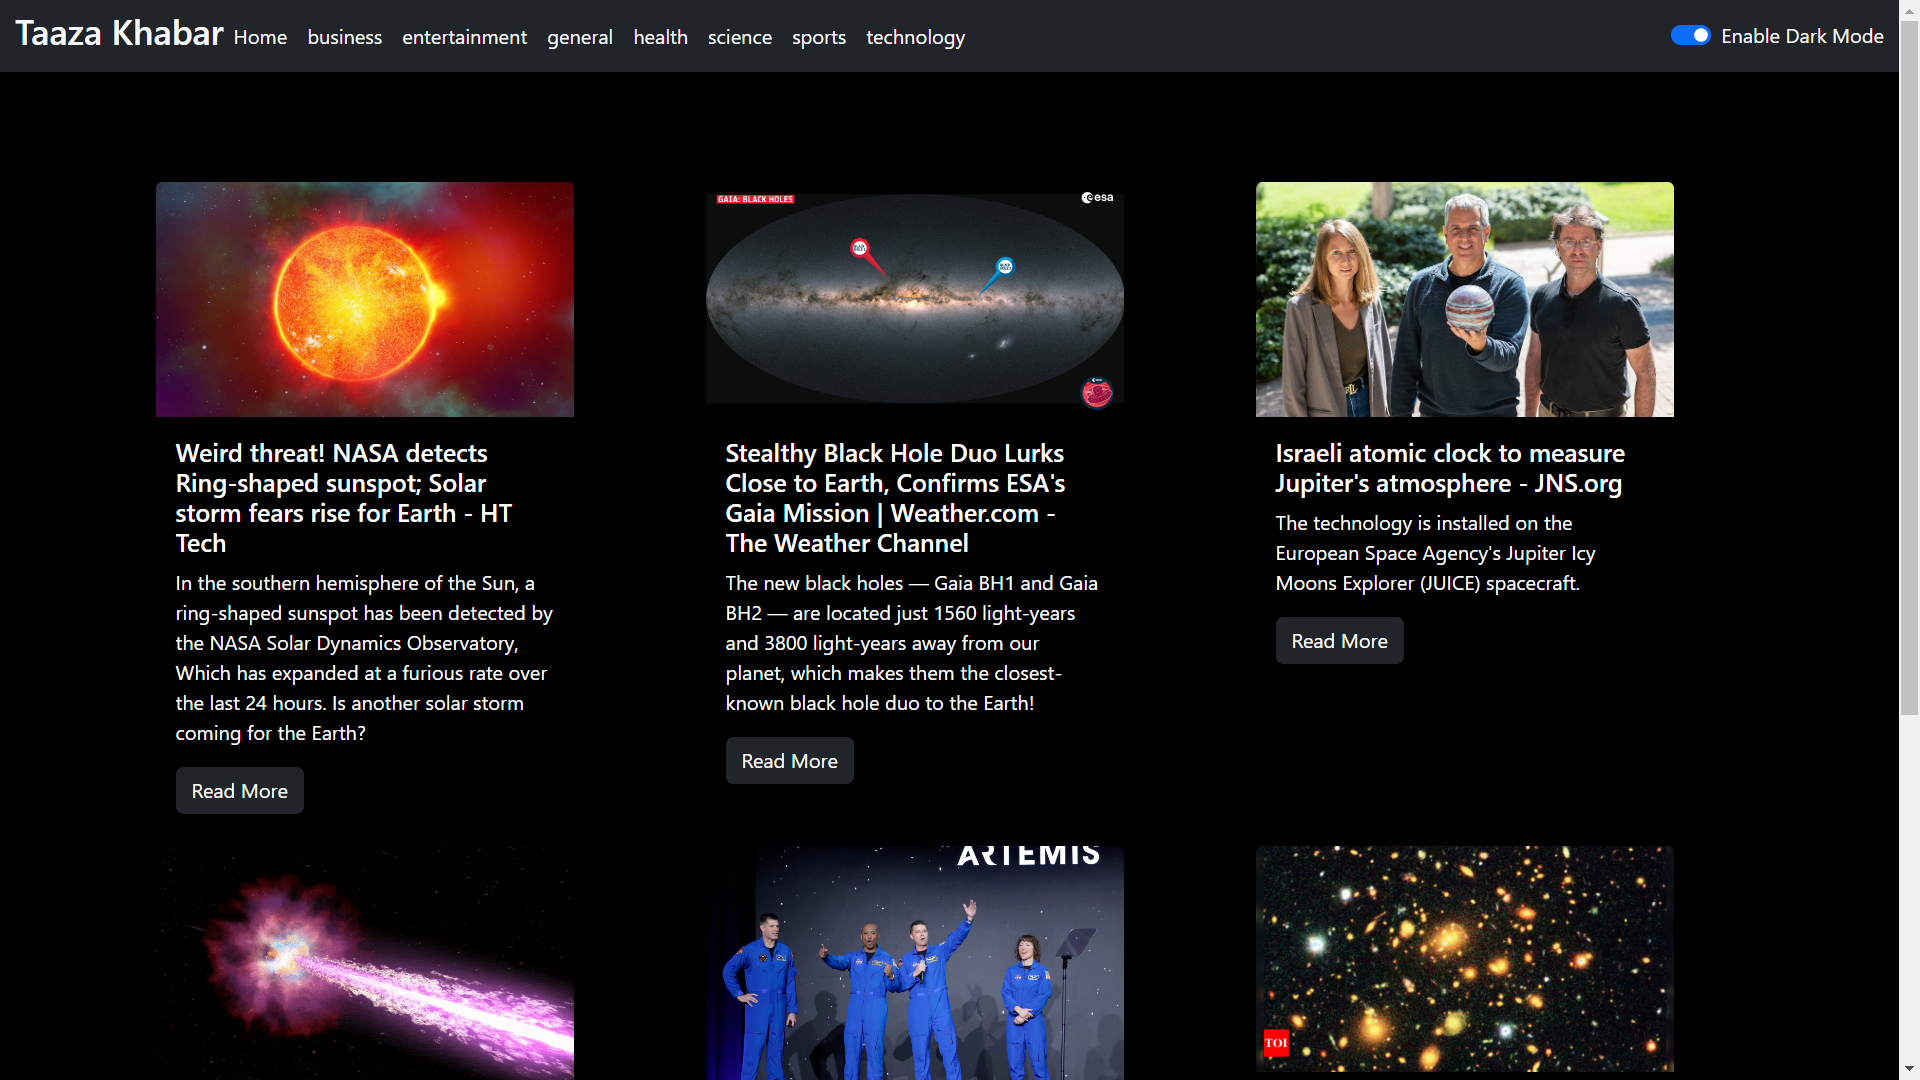 Taaza Khabar Home business entertainment general health science sports technology Enable Dark Mode
GAIA: BLACK HOLES
esa
Weird threat! NASA detects
Ring-shaped sunspot; Solar
storm fears rise for Earth - HT
Tech
In the southern hemisphere of the Sun, a
ring-shaped sunspot has been detected by
the NASA Solar Dynamics Observatory,
Which has expanded at a furious rate over
the last 24 hours. Is another solar storm
coming for the Earth?
Read More
Stealthy Black Hole Duo Lurks
Close to Earth, Confirms ESA's
Gaia Mission | Weather.com -
The Weather Channel
The new black holes — Gaia BH1 and Gaia
BH2 — are located just 1560 light-years
and 3800 light-years away from our
planet, which makes them the closest-
known black hole duo to the Earth!
Read More
Israeli atomic clock to measure
Jupiter's atmosphere - JNS.org
The technology is installed on the
European Space Agency's Jupiter Icy
Moons Explorer (JUICE) spacecraft.
Read More
ARTEMIS
TOI